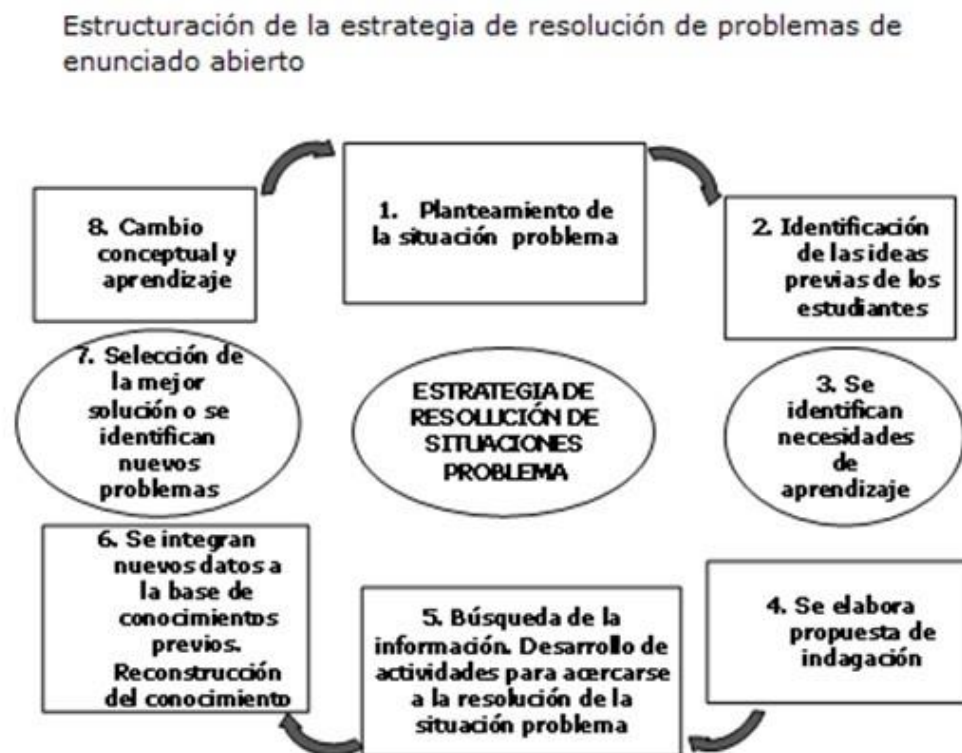 Estructuración de la estrategia de resolución de problemas de
enunciado abierto
1. Planteamiento de
la situación problema
2. Identificación
de las ideas
previas de los
estudiantes
3. Se
identifican
necesidades
de
aprendizaje
4. Se elabora
propuesta de
indagación
5. Búsqueda de la
información. Desarrollo de
actividades para acercarse
a la resolución de la
situación problema
6. Se integran
nuevos datos a
la base de
conocimientos
previos.
Reconstrucción
del conocimiento
7. Selección de
la mejor
solución o se
identifican
nuevos
problemas
8. Cambio
conceptual y
aprendizaje
ESTRATEGIA DE
RESOLUCIÓN DE
SITUACIONES
PROBLEMA